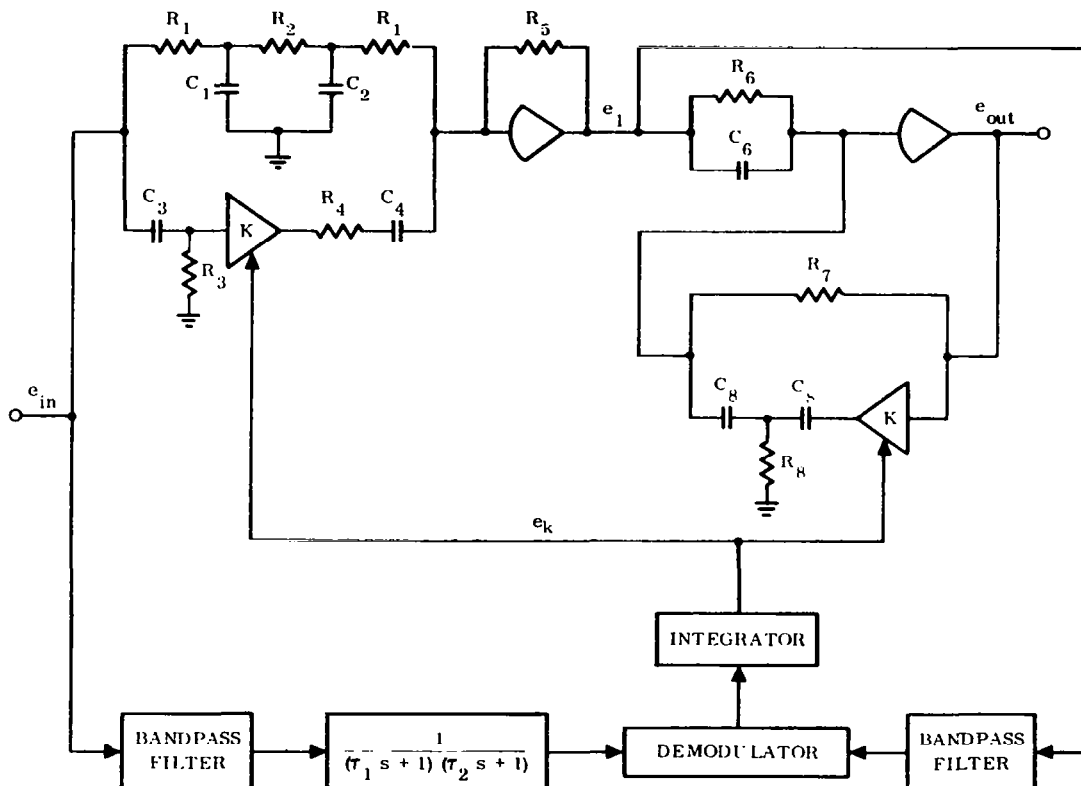 R1 R2 R1
C1 C2
R5
e1
R6
C6
eout
C3
K
R4 C4
R3
R7
ein
C8 C8
K
R8
ek
INTEGRATOR
BANDPASS
FILTER
1
(τ1 s + 1) (τ2 s + 1)
DEMODULATOR
BANDPASS
FILTER